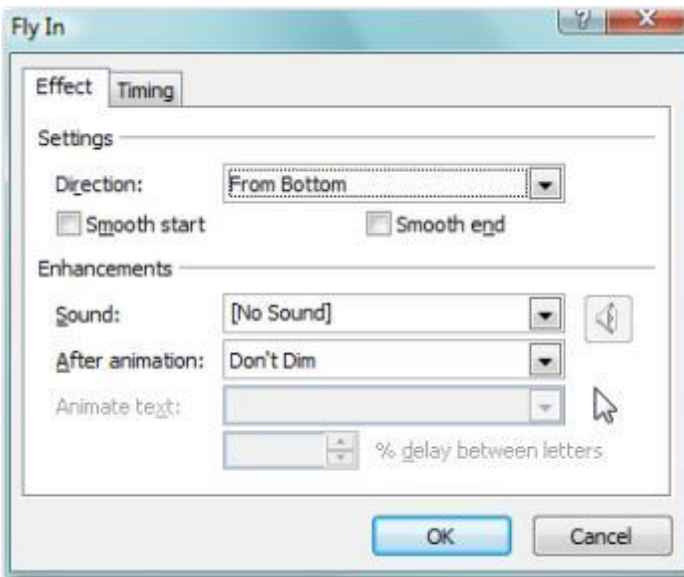 Fly In
Effect Timing
Settings
Direction: From Bottom
Smooth start Smooth end
Enhancements
Sound: [No Sound]
After animation: Don't Dim
Animate text:
% delay between letters
OK Cancel